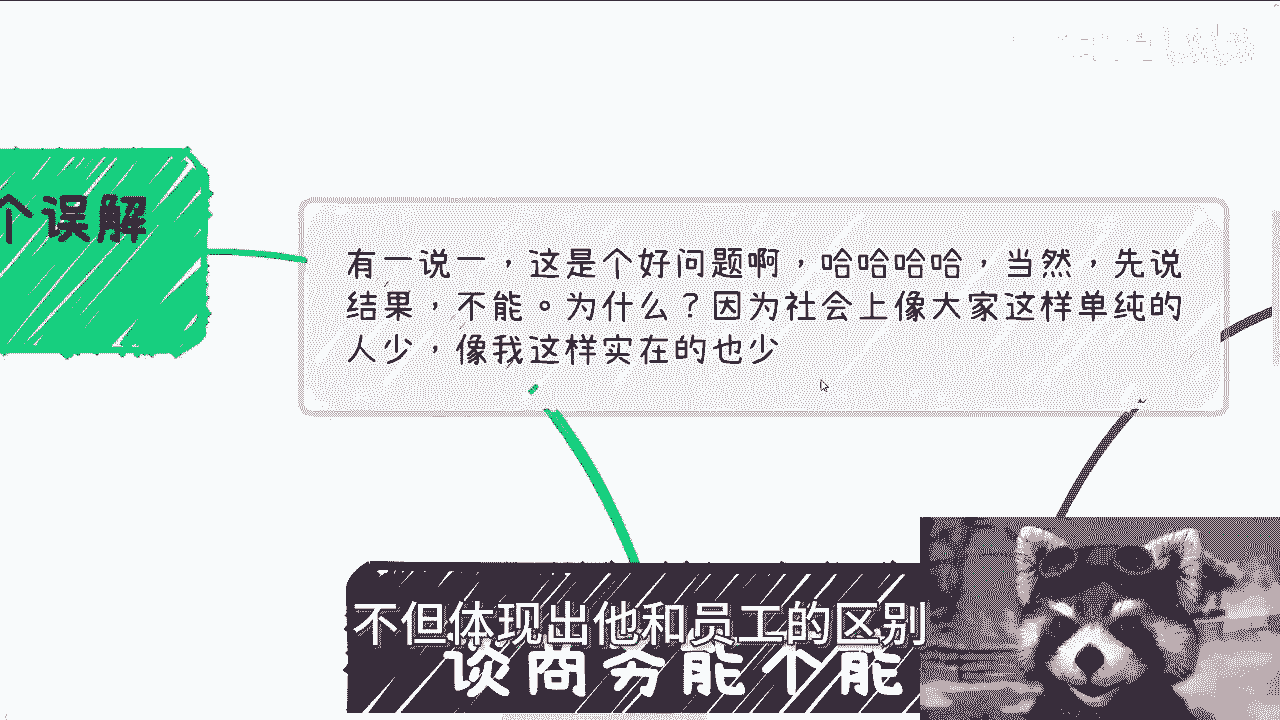 个误解
有一说一，这是个好问题啊，哈哈哈哈，当然，先说
结果，不能。为什么？因为社会上像大家这样单纯的
人少，像我这样实在的也少
不但体现出他和员工的区别
谈商务能不能